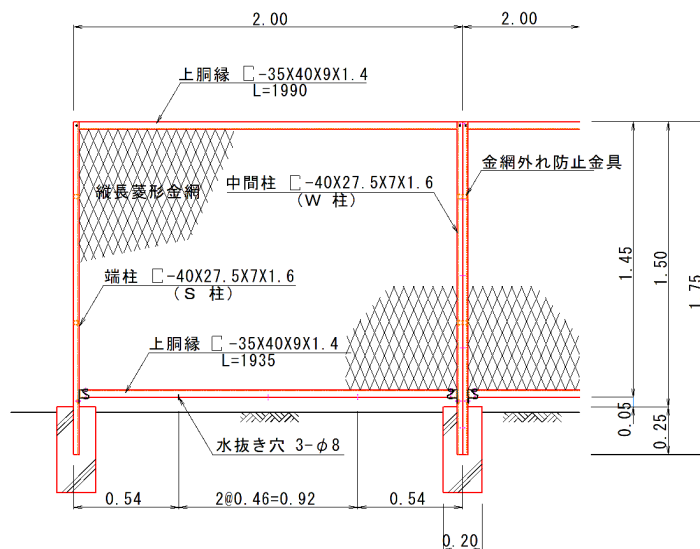 2.00
2.00
上胴縁 □-35X40X9X1.4
L=1990
縦長菱形金網
中間柱 □-40X27.5X7X1.6
(W 柱)
金網外れ防止金具
端柱 □-40X27.5X7X1.6
(S 柱)
上胴縁 □-35X40X9X1.4
L=1935
水抜き穴 3-φ8
1.45
1.50
1.75
0.05
0.25
0.54
2@0.46=0.92
0.54
0.20